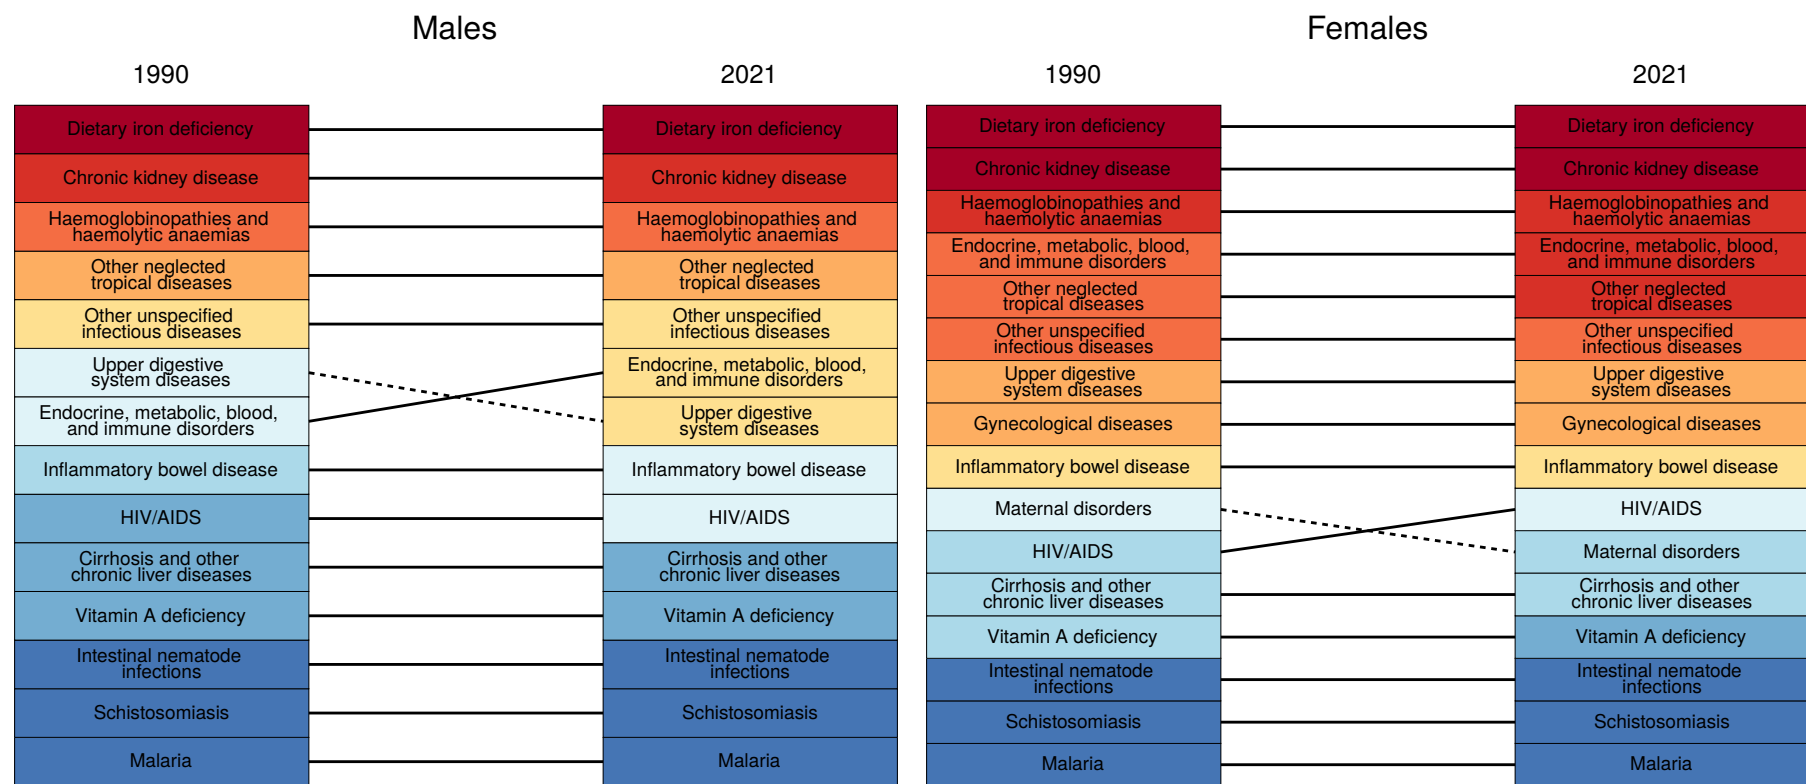 Males
1990
2021
Dietary iron deficiency
Chronic kidney disease
Haemoglobinopathies and
haemolytic anaemias
Other neglected
tropical diseases
Other unspecified
infectious diseases
Upper digestive
system diseases
Endocrine, metabolic, blood,
and immune disorders
Inflammatory bowel disease
HIV/AIDS
Cirrhosis and other
chronic liver diseases
Vitamin A deficiency
Intestinal nematode
infections
Schistosomiasis
Malaria
Dietary iron deficiency
Chronic kidney disease
Haemoglobinopathies and
haemolytic anaemias
Other neglected
tropical diseases
Other unspecified
infectious diseases
Endocrine, metabolic, blood,
and immune disorders
Upper digestive
system diseases
Inflammatory bowel disease
HIV/AIDS
Cirrhosis and other
chronic liver diseases
Vitamin A deficiency
Intestinal nematode
infections
Schistosomiasis
Malaria
Females
1990
2021
Dietary iron deficiency
Chronic kidney disease
Haemoglobinopathies and
haemolytic anaemias
Endocrine, metabolic, blood,
and immune disorders
Other neglected
tropical diseases
Other unspecified
infectious diseases
Upper digestive
system diseases
Gynecological diseases
Inflammatory bowel disease
Maternal disorders
HIV/AIDS
Cirrhosis and other
chronic liver diseases
Vitamin A deficiency
Intestinal nematode
infections
Schistosomiasis
Malaria
Dietary iron deficiency
Chronic kidney disease
Haemoglobinopathies and
haemolytic anaemias
Endocrine, metabolic, blood,
and immune disorders
Other neglected
tropical diseases
Other unspecified
infectious diseases
Upper digestive
system diseases
Gynecological diseases
Inflammatory bowel disease
HIV/AIDS
Maternal disorders
Cirrhosis and other
chronic liver diseases
Vitamin A deficiency
Intestinal nematode
infections
Schistosomiasis
Malaria